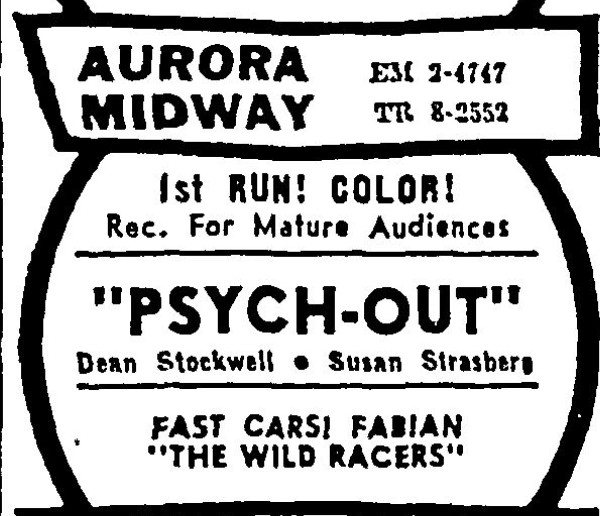 AURORA EM 2-4747
MIDWAY TR 8-2552
1st RUN! COLOR!
Rec. For Mature Audiences
"PSYCH-OUT"
Dean Stockwell • Susan Strasberg
FAST CARS! FABIAN
"THE WILD RACERS"